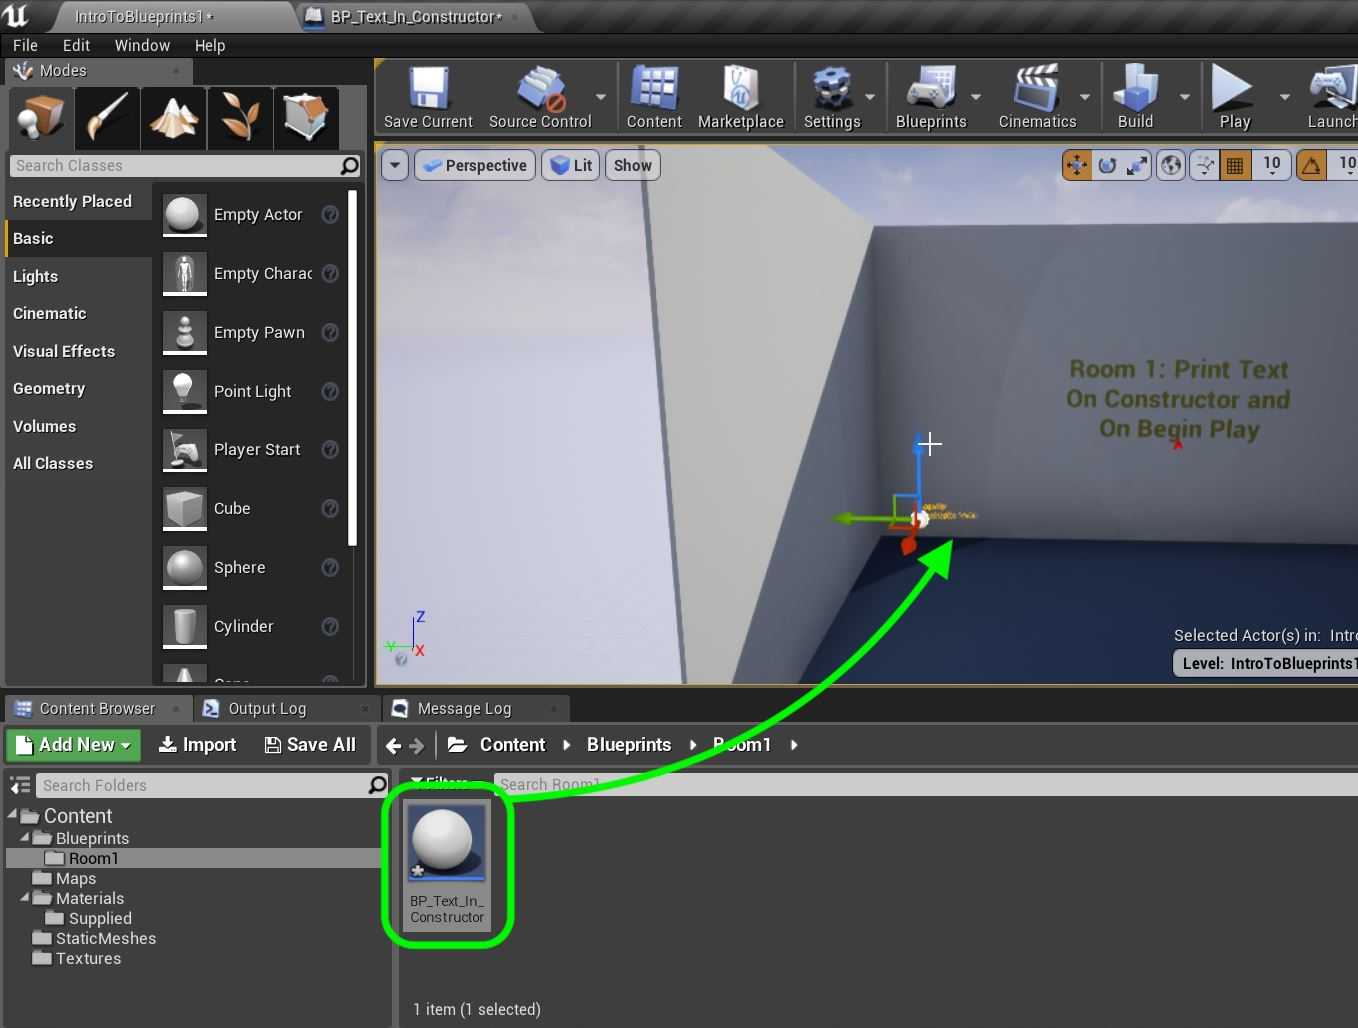 IntroToBlueprints1*
BP_Text_In_Constructor*
File Edit Window Help
Modes
Save Current
Source Control
Content
Marketplace
Settings
Blueprints
Cinematics
Build
Play
Launch
Search Classes
Perspective
Lit
Show
10
10
Recently Placed
Basic
Lights
Cinematic
Visual Effects
Geometry
Volumes
All Classes
Empty Actor
Empty Charac
Empty Pawn
Point Light
Player Start
Cube
Sphere
Cylinder
Room 1: Print Text
On Constructor and
On Begin Play
Z
Y
X
Selected Actor(s) in: Intro
Level: IntroToBlueprints1
Content Browser
Output Log
Message Log
Add New
Import
Save All
Content
Blueprints
Room1
Search Folders
Filters
Search Room1
Content
Blueprints
Room1
Maps
Materials
Supplied
StaticMeshes
Textures
BP_Text_In_
Constructor
1 item (1 selected)